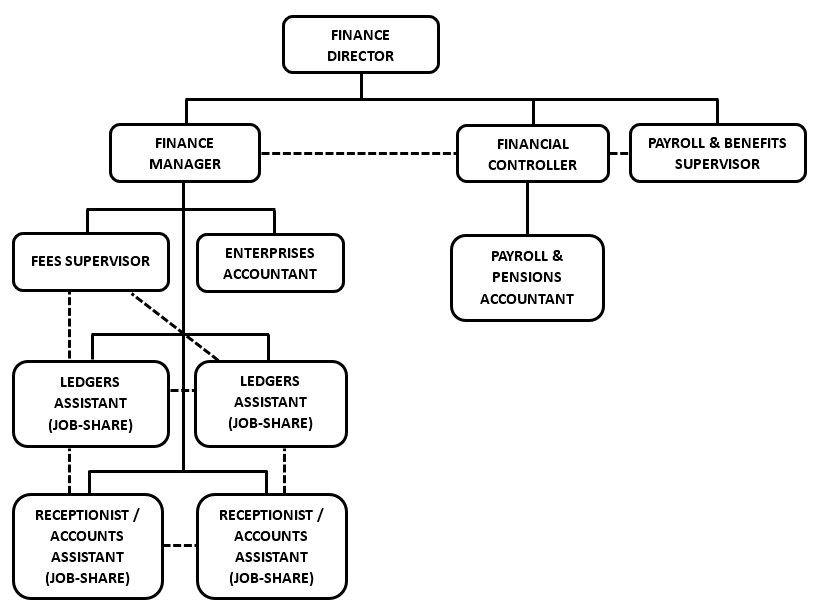 FINANCE
DIRECTOR
FINANCE
MANAGER
FINANCIAL
CONTROLLER
PAYROLL & BENEFITS
SUPERVISOR
FEES SUPERVISOR
ENTERPRISES
ACCOUNTANT
PAYROLL &
PENSIONS
ACCOUNTANT
LEDGERS
ASSISTANT
(JOB-SHARE)
LEDGERS
ASSISTANT
(JOB-SHARE)
RECEPTIONIST /
ACCOUNTS
ASSISTANT
(JOB-SHARE)
RECEPTIONIST /
ACCOUNTS
ASSISTANT
(JOB-SHARE)